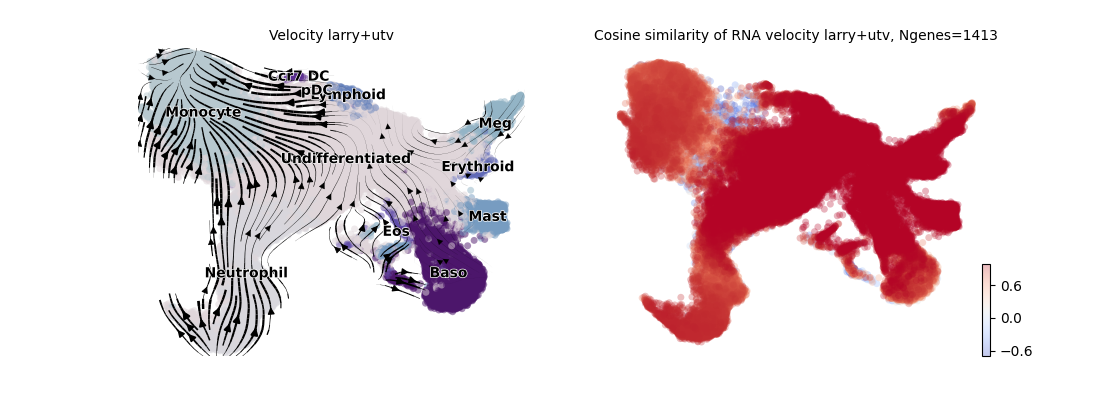 Velocity larry+utv
Cosine similarity of RNA velocity larry+utv, Ngenes=1413
Ccr7 DC
pDC
Lymphoid
Monocyte
Meg
Undifferentiated
Erythroid
Mast
Eos
Neutrophil
Baso
0.6
0.0
−0.6